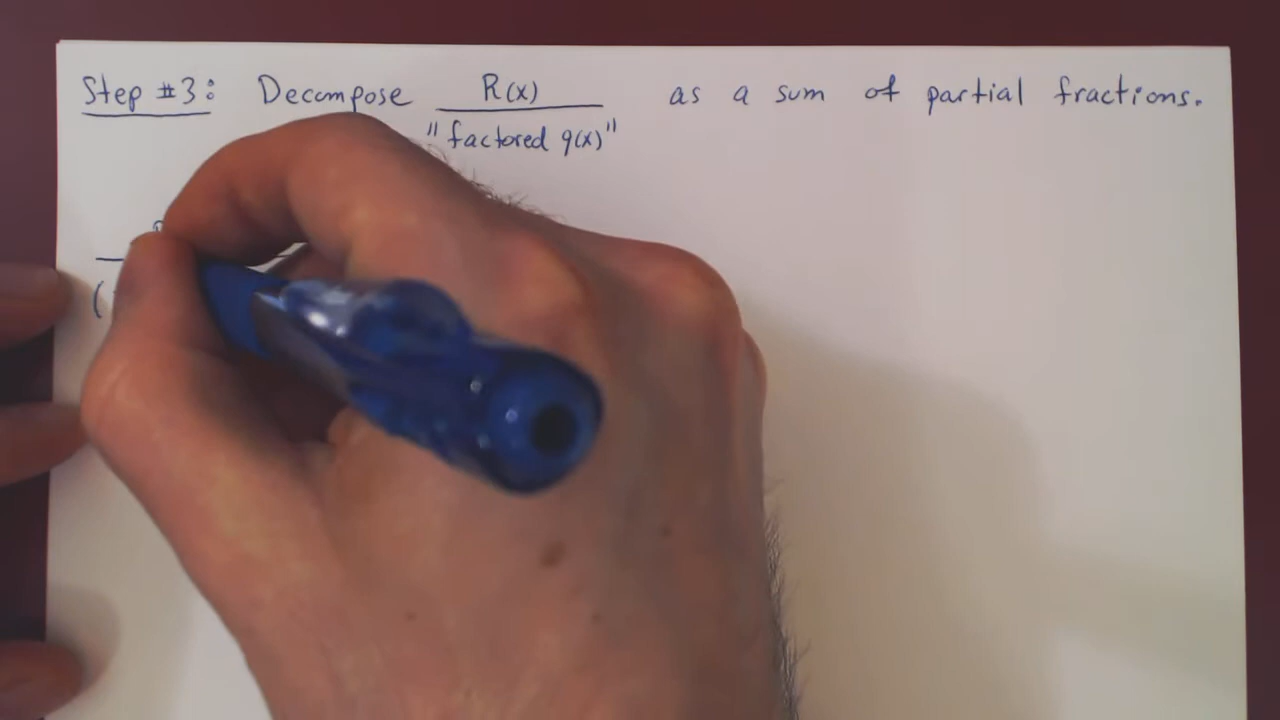 Step #3: Decompose R(x) as a sum of partial fractions.
"factored q(x)"
(